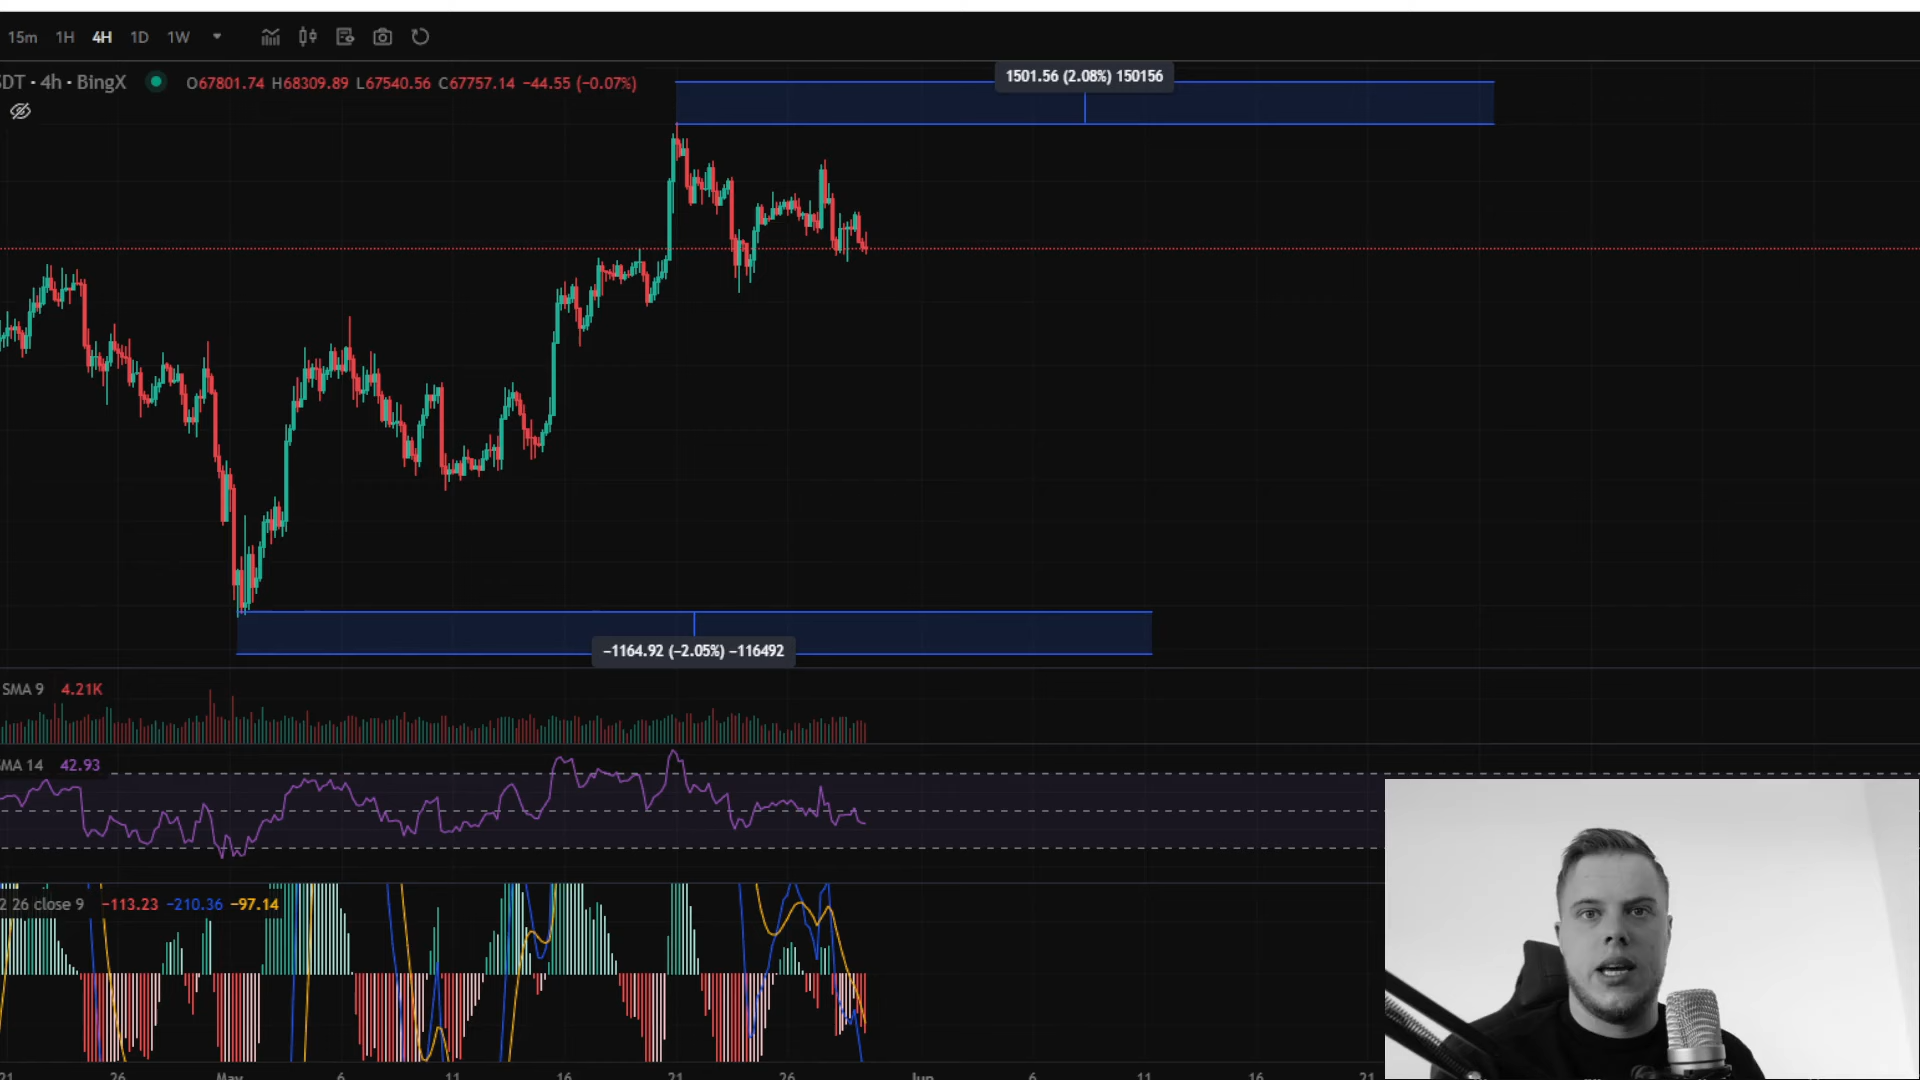 15m 1H 4H 1D 1W
DT · 4h · BingX O67801.74 H68309.89 L67540.56 C67757.14 −44.55 (−0.07%)
1501.56 (2.08%) 150156
−1164.92 (−2.05%) −116492
SMA 9 4.21K
MA 14 42.93
2 26 close 9 −113.23 −210.36 −97.14
21 26 May 6 11 16 21 26 Jun 6 11 16 21